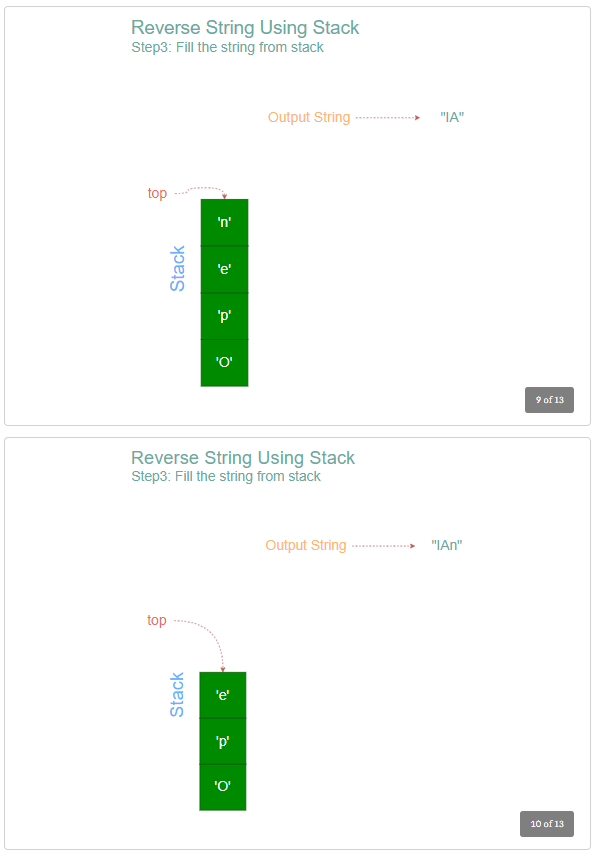 Reverse String Using Stack
Step3: Fill the string from stack
Output String
"IA"
top
Stack
'n'
'e'
'p'
'O'
9 of 13
Reverse String Using Stack
Step3: Fill the string from stack
Output String
"IAn"
top
Stack
'e'
'p'
'O'
10 of 13